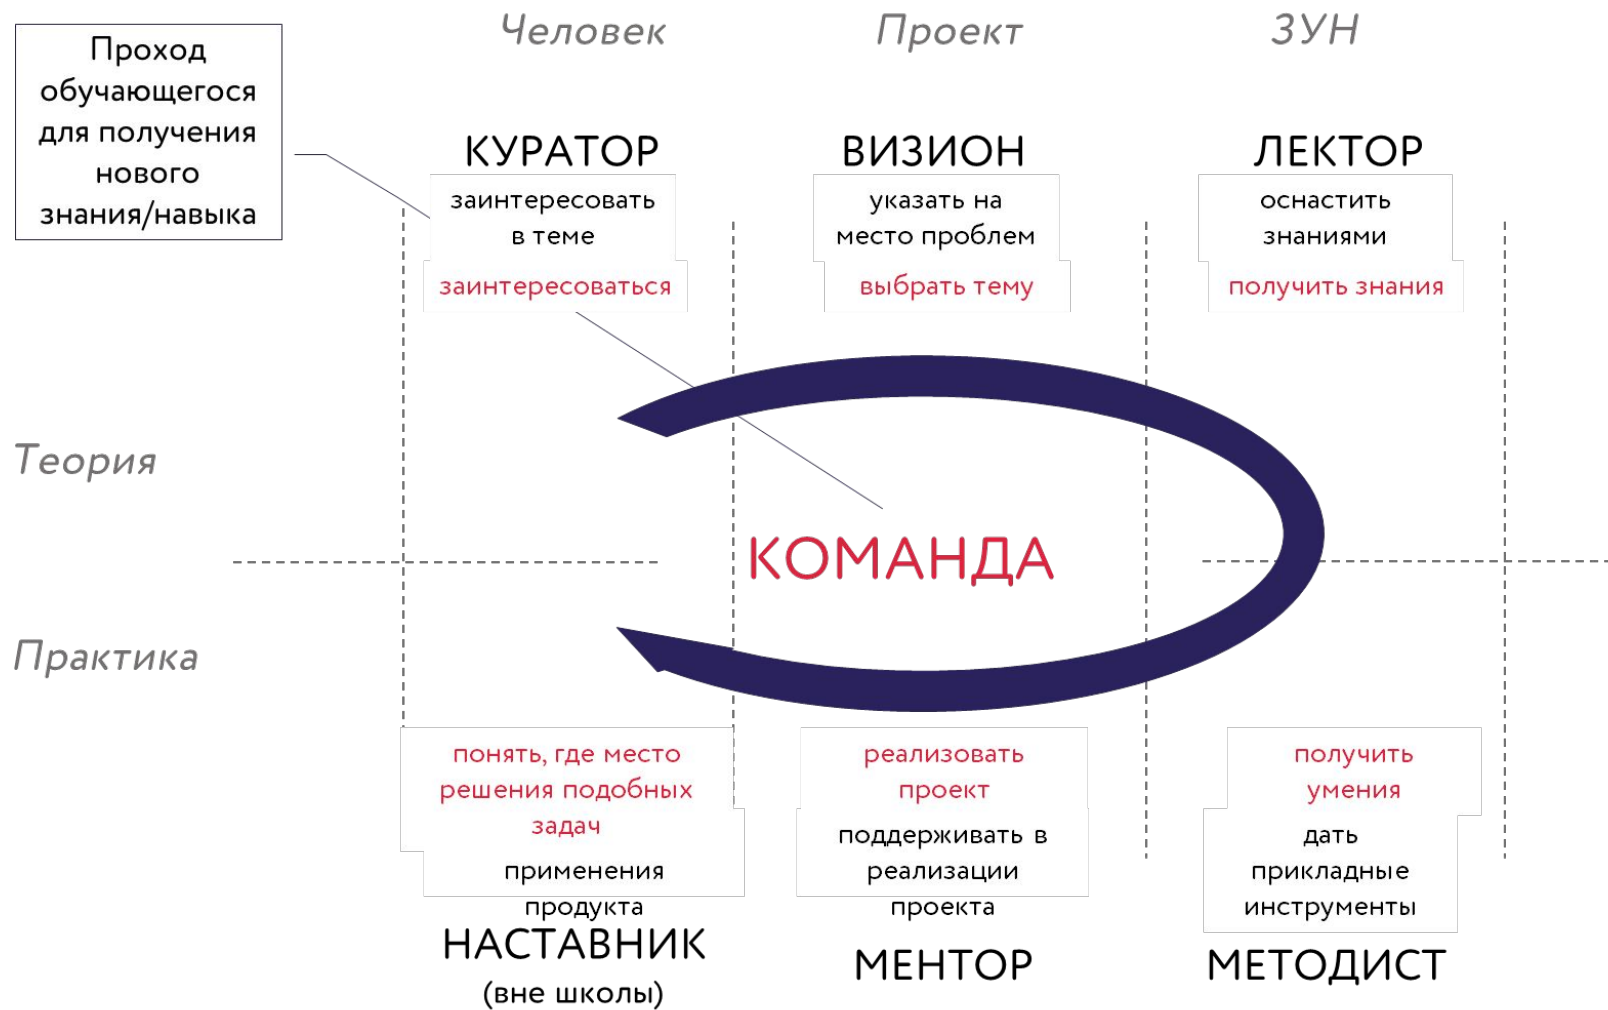 Человек
Проект
ЗУН
Проход
обучающегося
для получения
нового
знания/навыка
КУРАТОР
заинтересовать
в теме
заинтересоваться
ВИЗИОН
указать на
место проблем
выбрать тему
ЛЕКТОР
оснастить
знаниями
получить знания
Теория
КОМАНДА
Практика
понять, где место
решения подобных
задач
применения
продукта
НАСТАВНИК
(вне школы)
реализовать
проект
поддерживать в
реализации
проекта
МЕНТОР
получить
умения
дать
прикладные
инструменты
МЕТОДИСТ